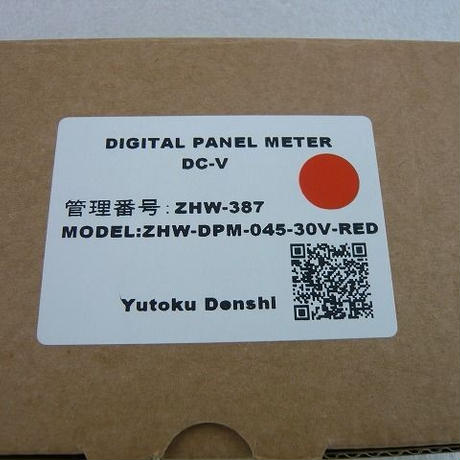 DIGITAL PANEL METER
DC-V
管理番号:ZHW-387
MODEL:ZHW-DPM-045-30V-RED
Yutoku Denshi